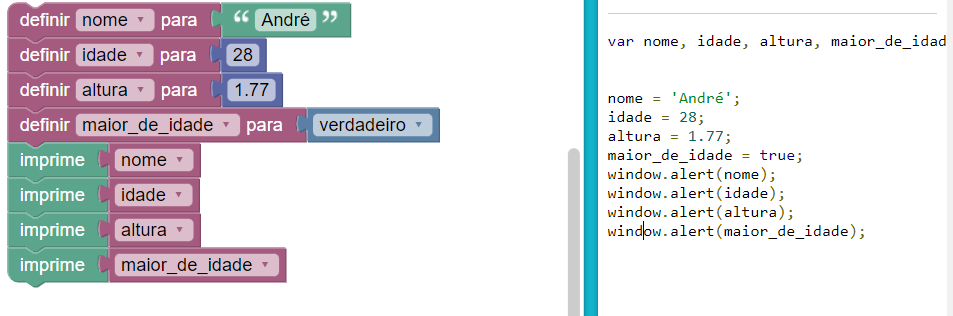 definir nome para “ André ”
definir idade para 28
definir altura para 1.77
definir maior_de_idade para verdadeiro
imprime nome
imprime idade
imprime altura
imprime maior_de_idade
var nome, idade, altura, maior_de_idad
nome = 'André';
idade = 28;
altura = 1.77;
maior_de_idade = true;
window.alert(nome);
window.alert(idade);
window.alert(altura);
window.alert(maior_de_idade);